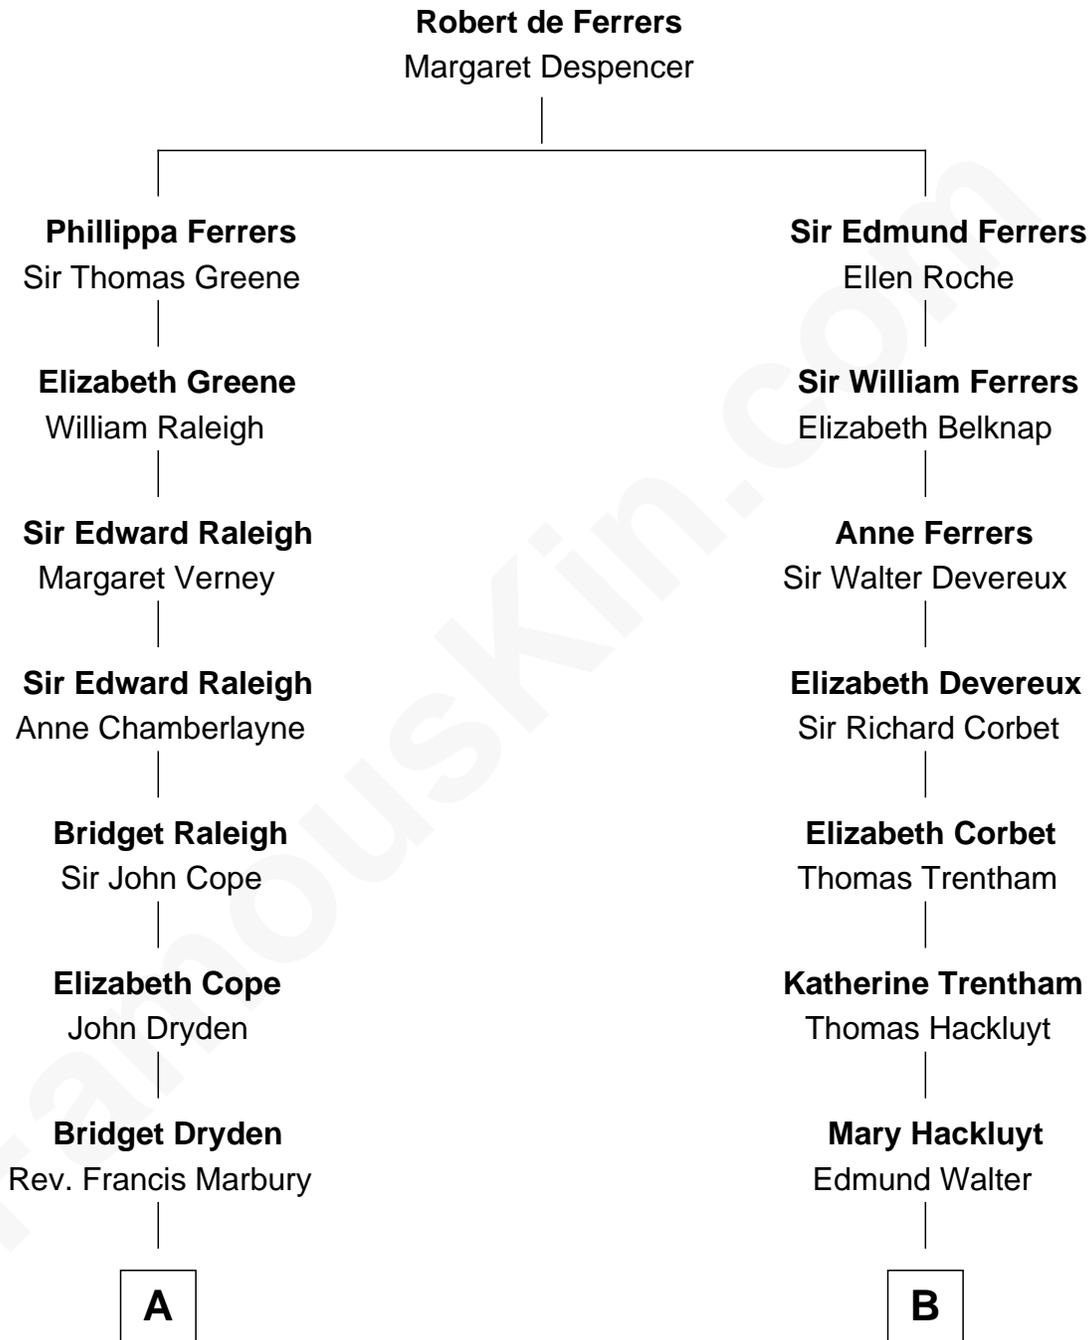 Robert de Ferrers
Margaret Despencer
Phillippa Ferrers
Sir Thomas Greene
Sir Edmund Ferrers
Ellen Roche
Elizabeth Greene
William Raleigh
Sir William Ferrers
Elizabeth Belknap
Sir Edward Raleigh
Margaret Verney
Anne Ferrers
Sir Walter Devereux
Sir Edward Raleigh
Anne Chamberlayne
Elizabeth Devereux
Sir Richard Corbet
Bridget Raleigh
Sir John Cope
Elizabeth Corbet
Thomas Trentham
Elizabeth Cope
John Dryden
Katherine Trentham
Thomas Hackluyt
Bridget Dryden
Rev. Francis Marbury
Mary Hackluyt
Edmund Walter
A
B
FamousKin.com